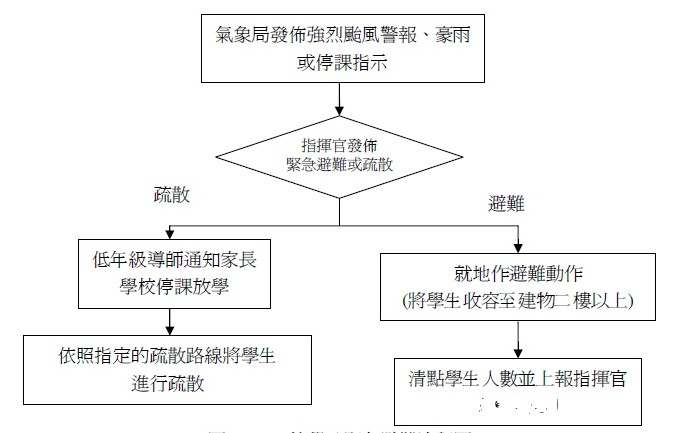 氣象局發佈強烈颱風警報、豪雨
或停課指示
指揮官發佈
緊急避難或疏散
疏散
避難
低年級導師通知家長
學校停課放學
就地作避難動作
(將學生收容至建物二樓以上)
依照指定的疏散路線將學生
進行疏散
清點學生人數並上報指揮官